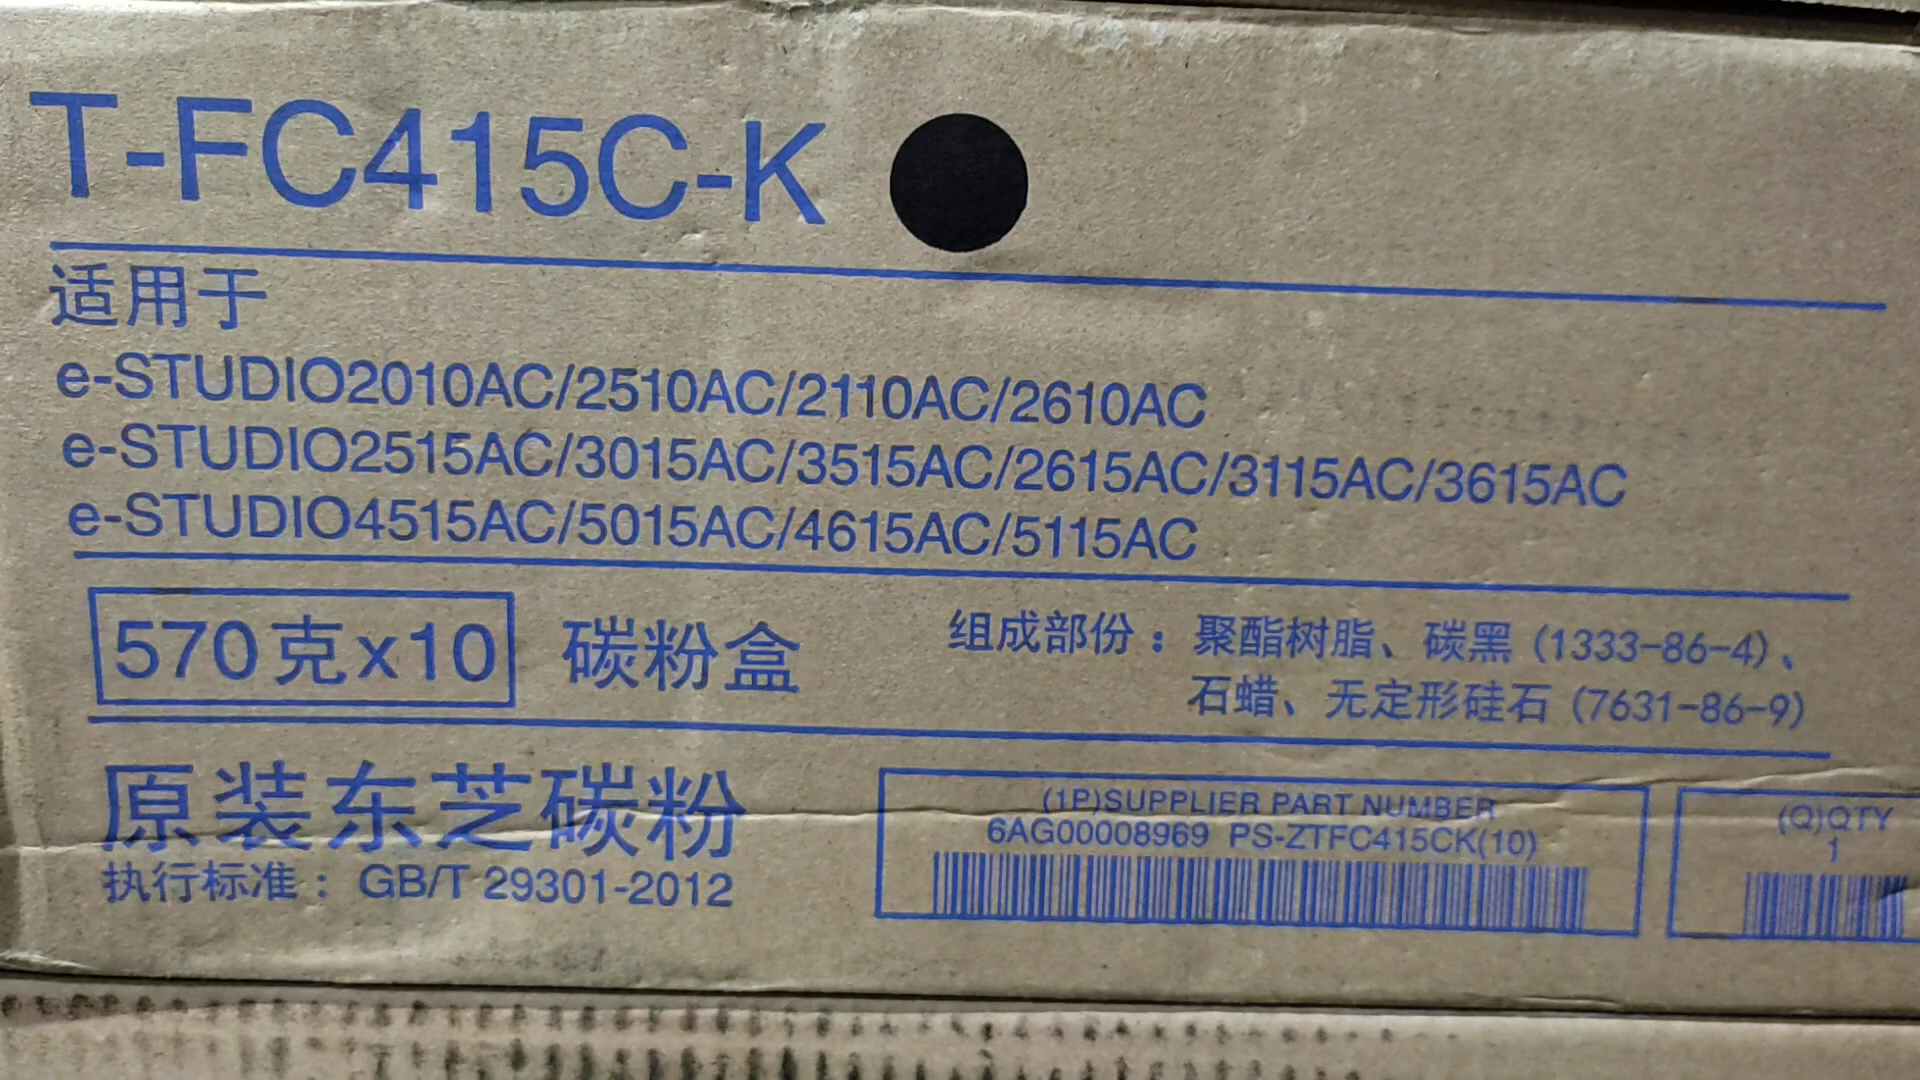 T-FC415C-K
适用于
e-STUDIO2010AC/2510AC/2110AC/2610AC
e-STUDIO2515AC/3015AC/3515AC/2615AC/3115AC/3615AC
e-STUDIO4515AC/5015AC/4615AC/5115AC
570克x10 碳粉盒
组成部份：聚酯树脂、碳黑 (1333-86-4)、
石蜡、无定形硅石 (7631-86-9)
原装东芝碳粉
执行标准：GB/T 29301-2012
(1P)SUPPLIER PART NUMBER
6AG00008969 PS-ZTFC415CK(10)
(Q)QTY
1